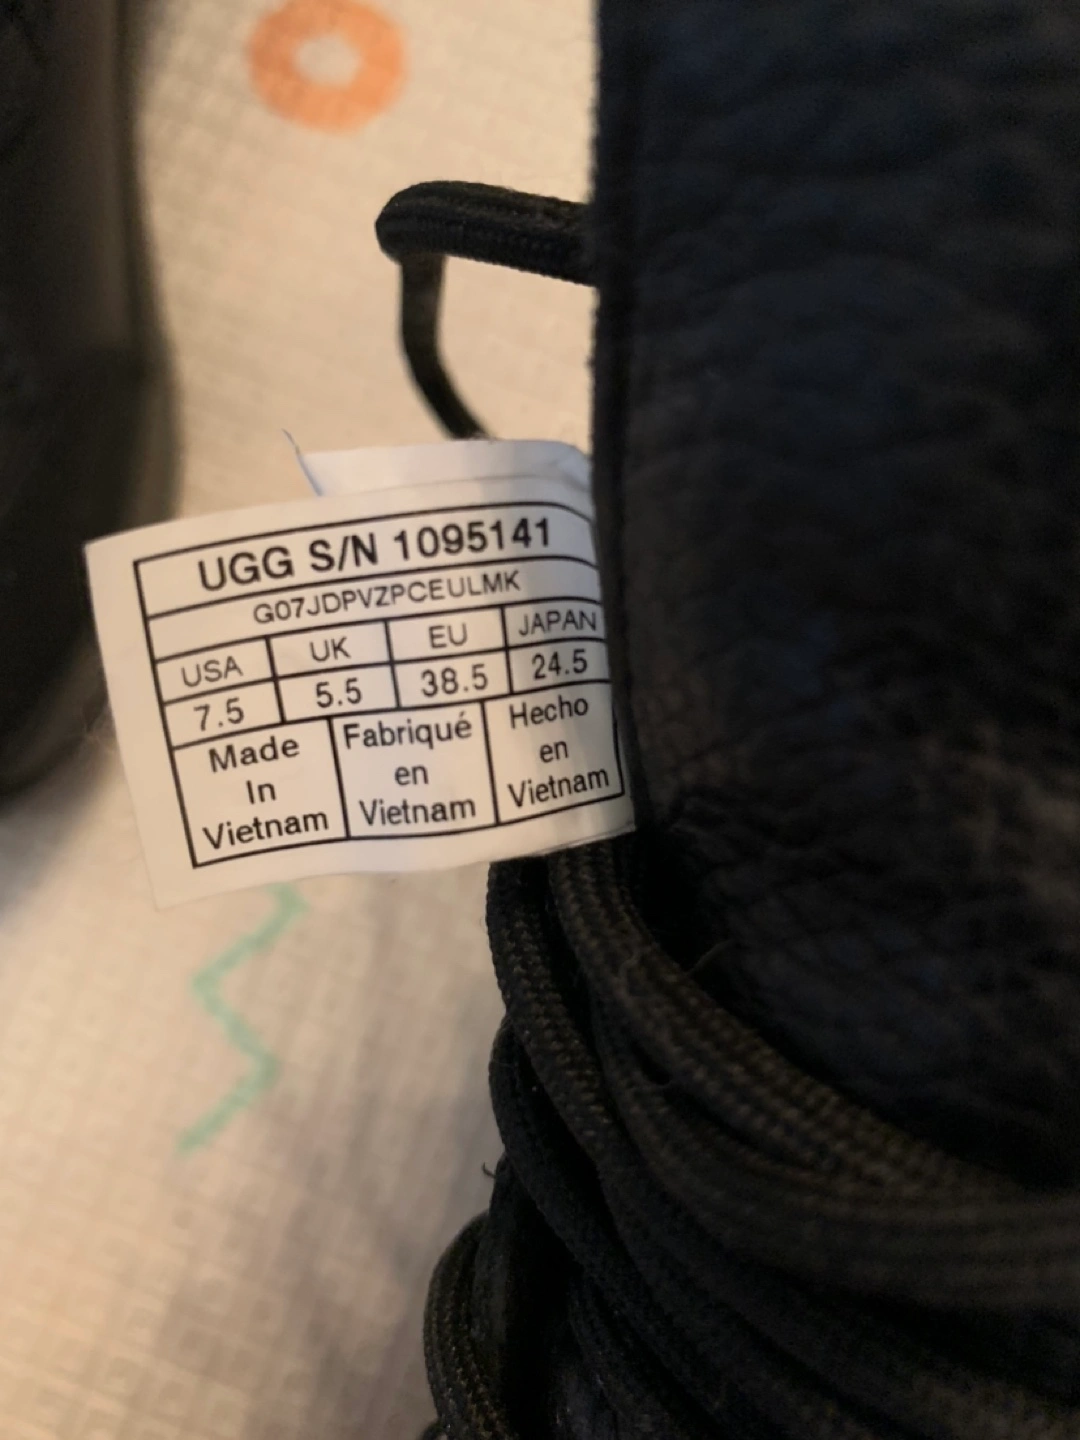 UGG S/N 1095141
G07JDPVZPCEULMK
USA UK EU JAPAN
7.5 5.5 38.5 24.5
Made
In
Vietnam
Fabriqué
en
Vietnam
Hecho
en
Vietnam